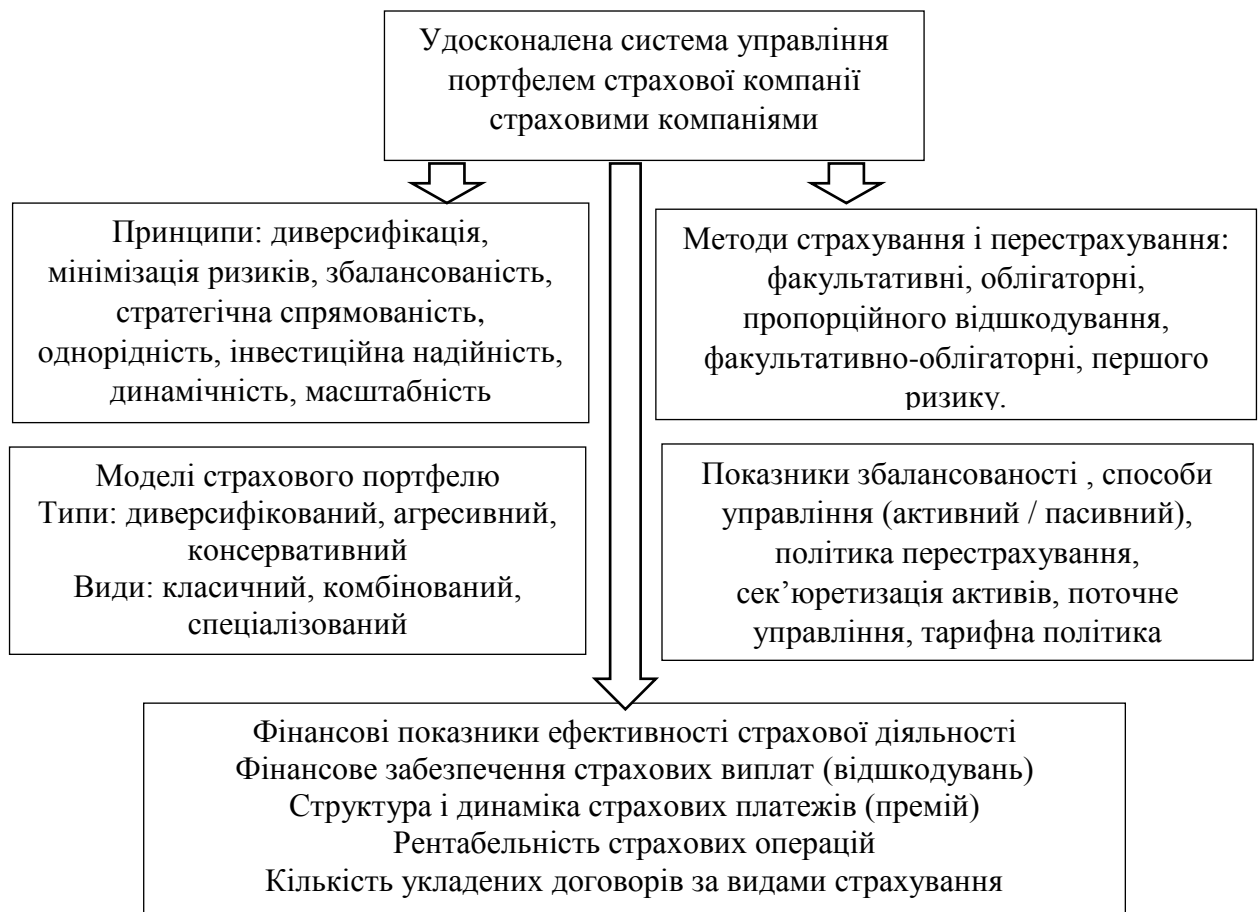 Удосконалена система управління
портфелем страхової компанії
страховими компаніями
Принципи: диверсифікація,
мінімізація ризиків, збалансованість,
стратегічна спрямованість,
однорідність, інвестиційна надійність,
динамічність, масштабність
Методи страхування і перестрахування:
факультативні, облігаторні,
пропорційного відшкодування,
факультативно-облігаторні, першого
ризику.
Моделі страхового портфелю
Типи: диверсифікований, агресивний,
консервативний
Види: класичний, комбінований,
спеціалізований
Показники збалансованості , способи
управління (активний / пасивний),
політика перестрахування,
сек’юретизація активів, поточне
управління, тарифна політика
Фінансові показники ефективності страхової діяльності
Фінансове забезпечення страхових виплат (відшкодувань)
Структура і динаміка страхових платежів (премій)
Рентабельність страхових операцій
Кількість укладених договорів за видами страхування